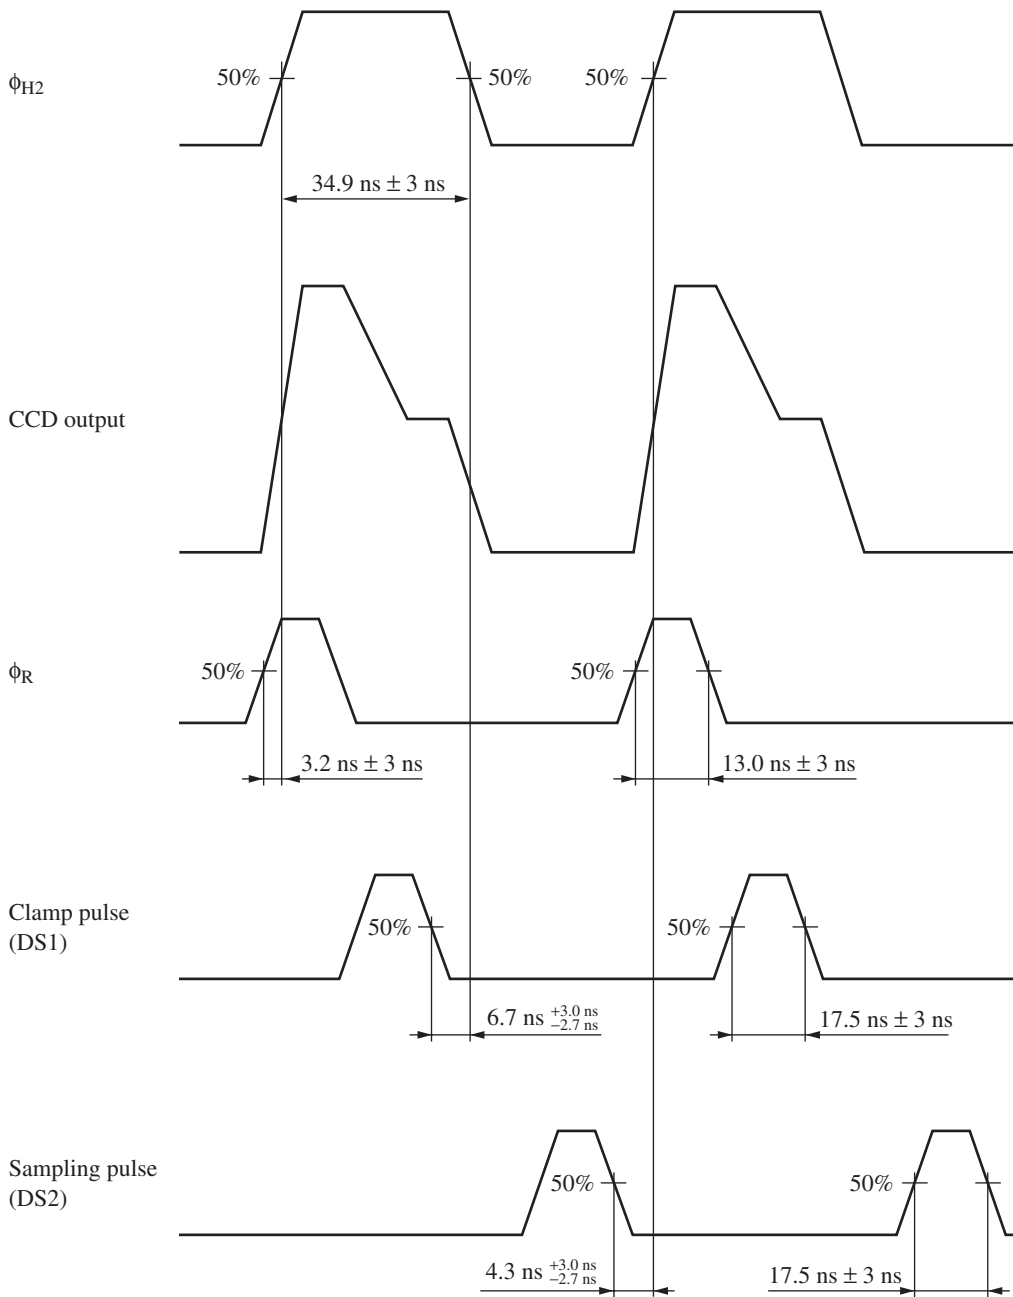 ϕH2
50%
50%
50%
34.9 ns ± 3 ns
CCD output
ϕR
50%
50%
3.2 ns ± 3 ns
13.0 ns ± 3 ns
Clamp pulse
(DS1)
50%
50%
6.7 ns +3.0 ns −2.7 ns
17.5 ns ± 3 ns
Sampling pulse
(DS2)
50%
50%
4.3 ns +3.0 ns −2.7 ns
17.5 ns ± 3 ns